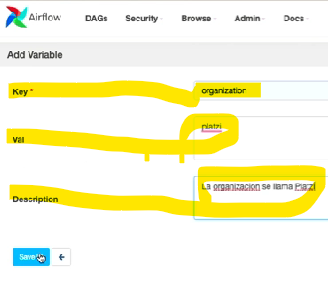 Airflow DAGs Security Browse Admin Docs
Add Variable
Key * organization
Val platzi
Description La organizacion se llama Platzi
Save